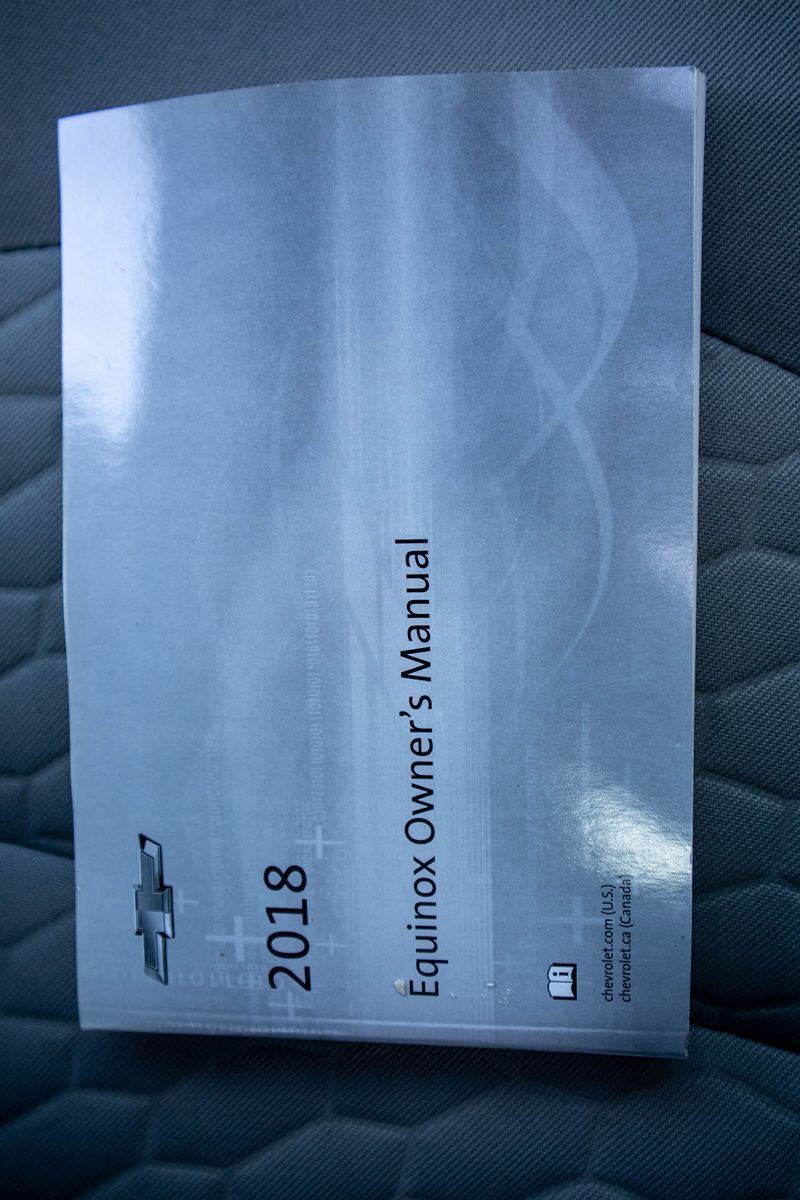 2018
Equinox Owner's Manual
chevrolet.com (U.S.)
chevrolet.ca (Canada)